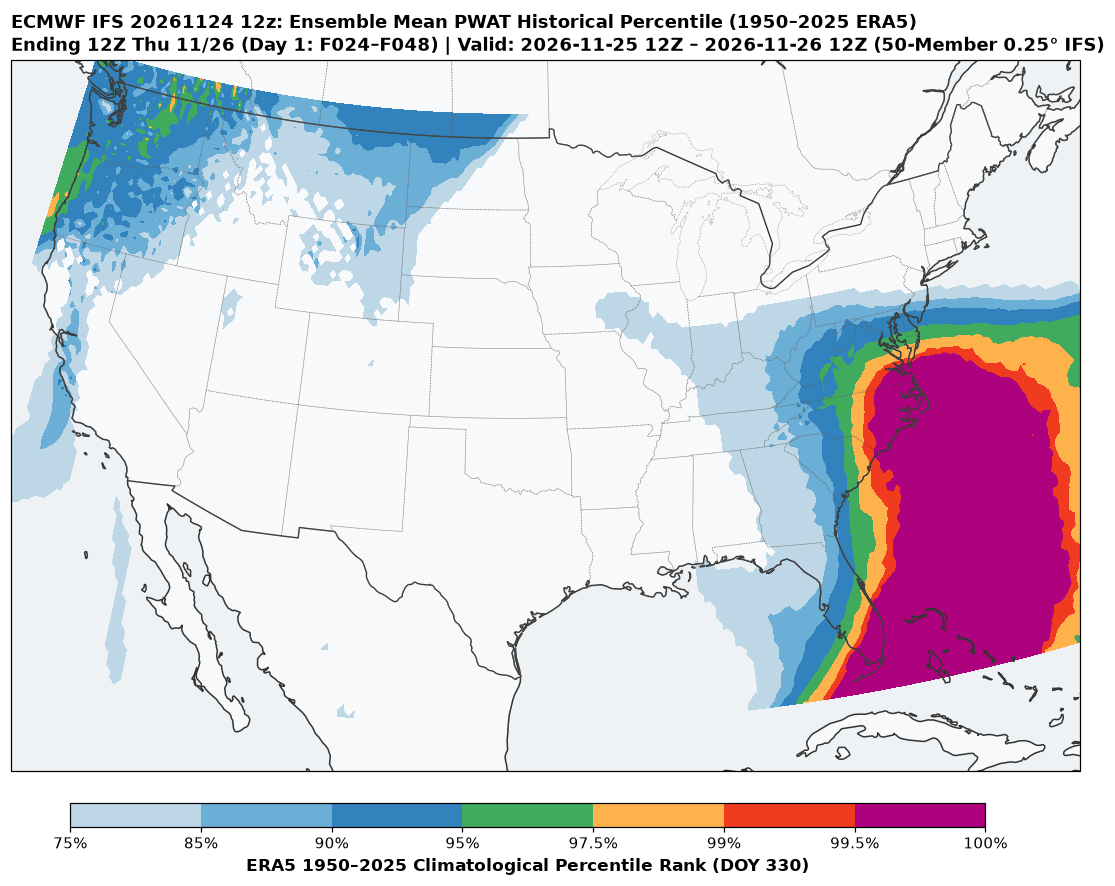 ECMWF IFS 20261124 12z: Ensemble Mean PWAT Historical Percentile (1950–2025 ERA5)
Ending 12Z Thu 11/26 (Day 1: F024–F048) | Valid: 2026-11-25 12Z – 2026-11-26 12Z (50-Member 0.25° IFS)
75% 85% 90% 95% 97.5% 99% 99.5% 100%
ERA5 1950–2025 Climatological Percentile Rank (DOY 330)